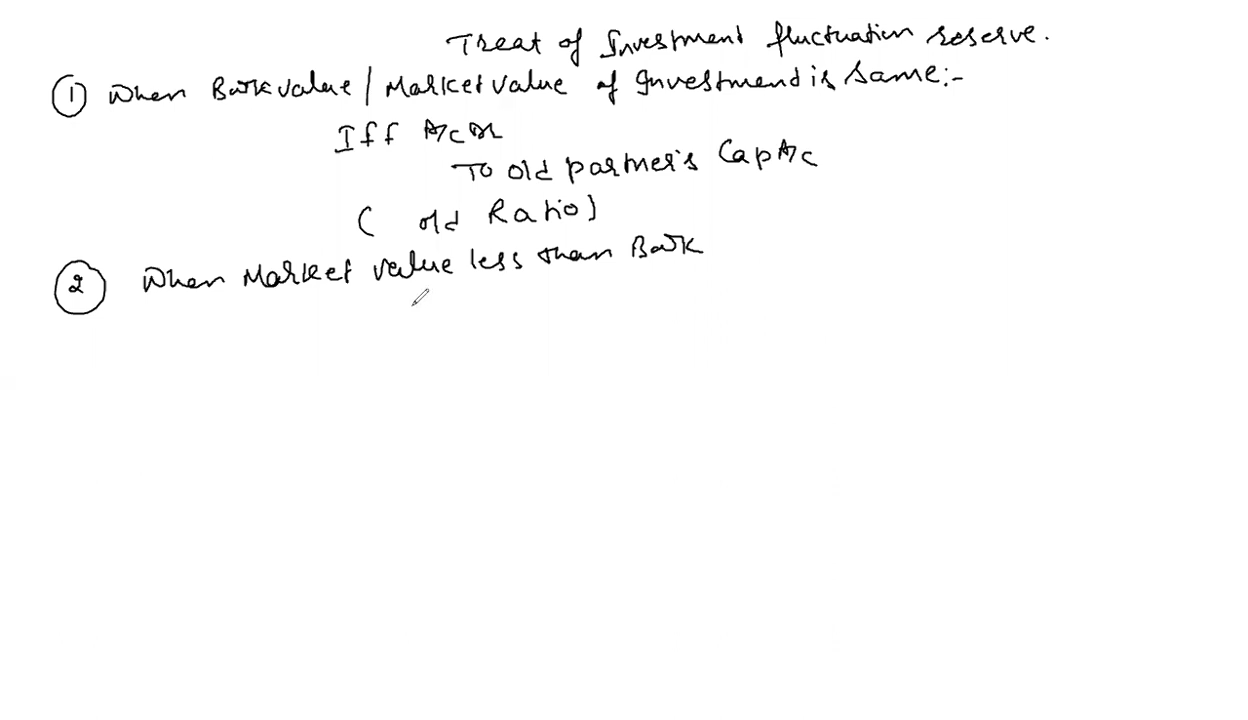 Treat of Investment fluctuation reserve.
① When Book value / Market value of Investment is same:-
Iff A/c Dr
To old partner's Cap A/c
( old Ratio)
② When Market value less than Book